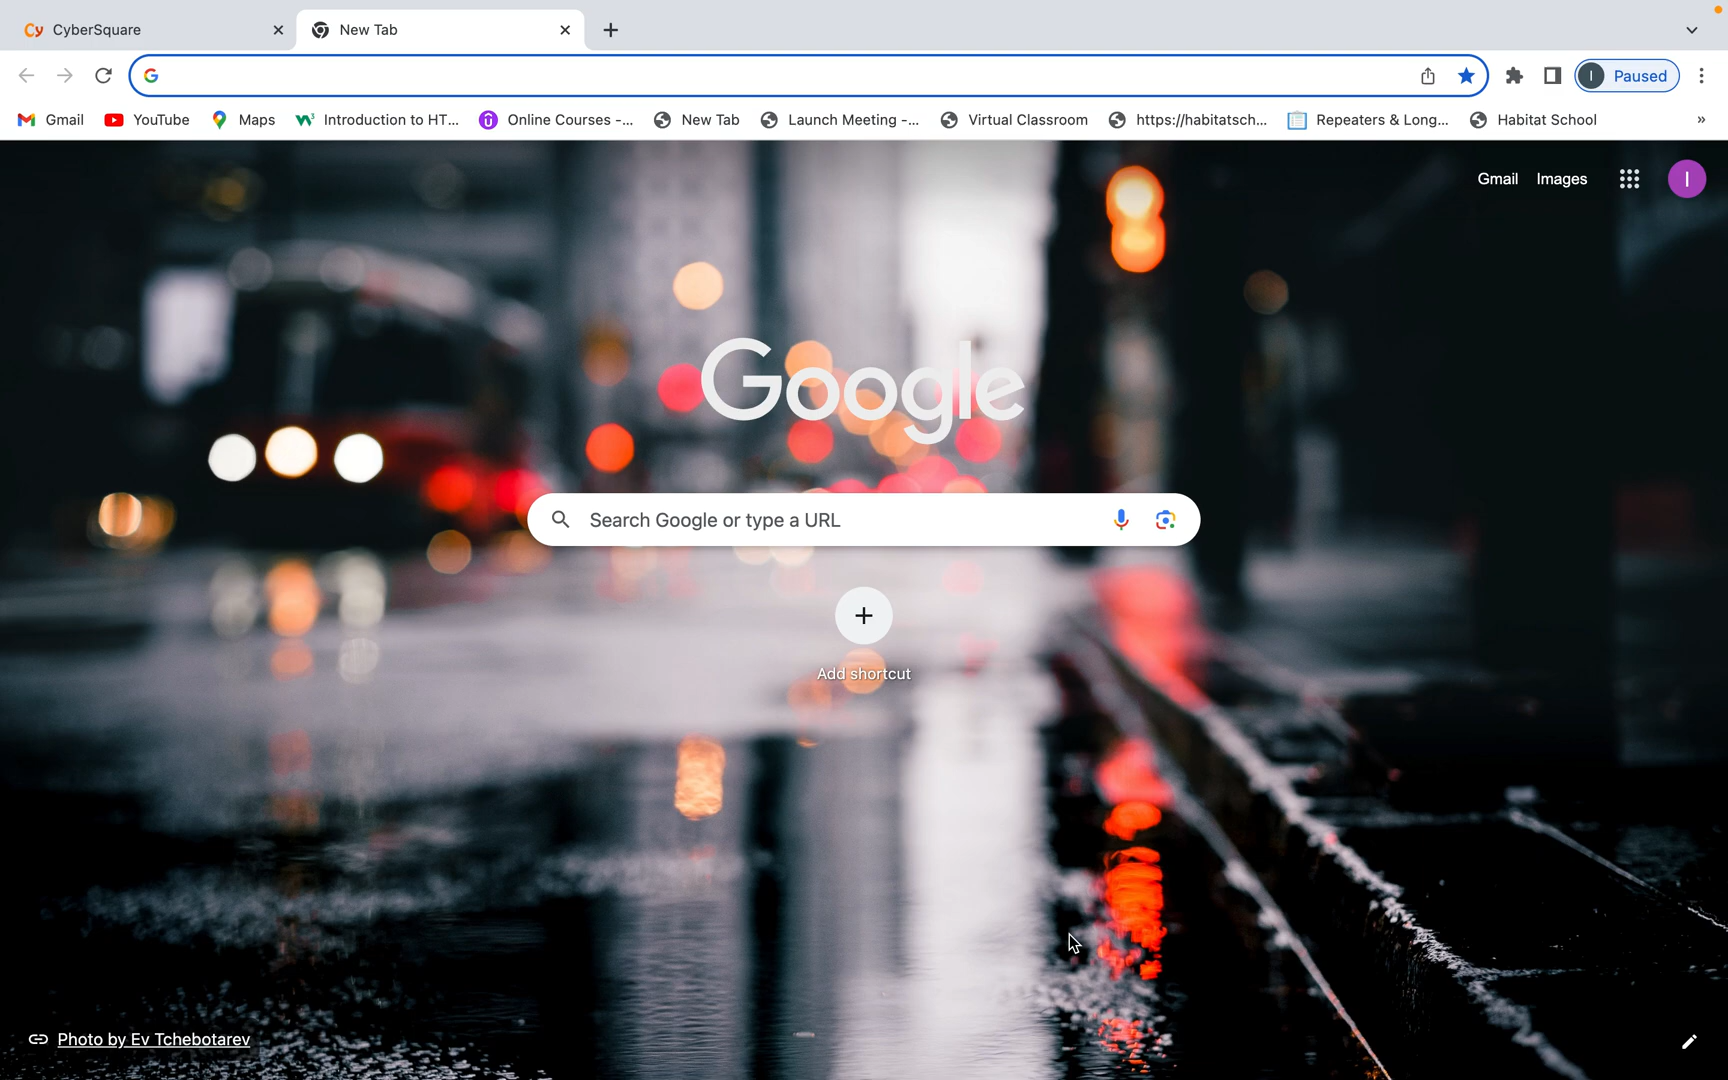 CyberSquare
New Tab
Paused
Gmail YouTube Maps Introduction to HT... Online Courses -... New Tab Launch Meeting -... Virtual Classroom https://habitatsch... Repeaters & Long... Habitat School »
Gmail Images I
Google
Search Google or type a URL
Add shortcut
Photo by Ev Tchebotarev